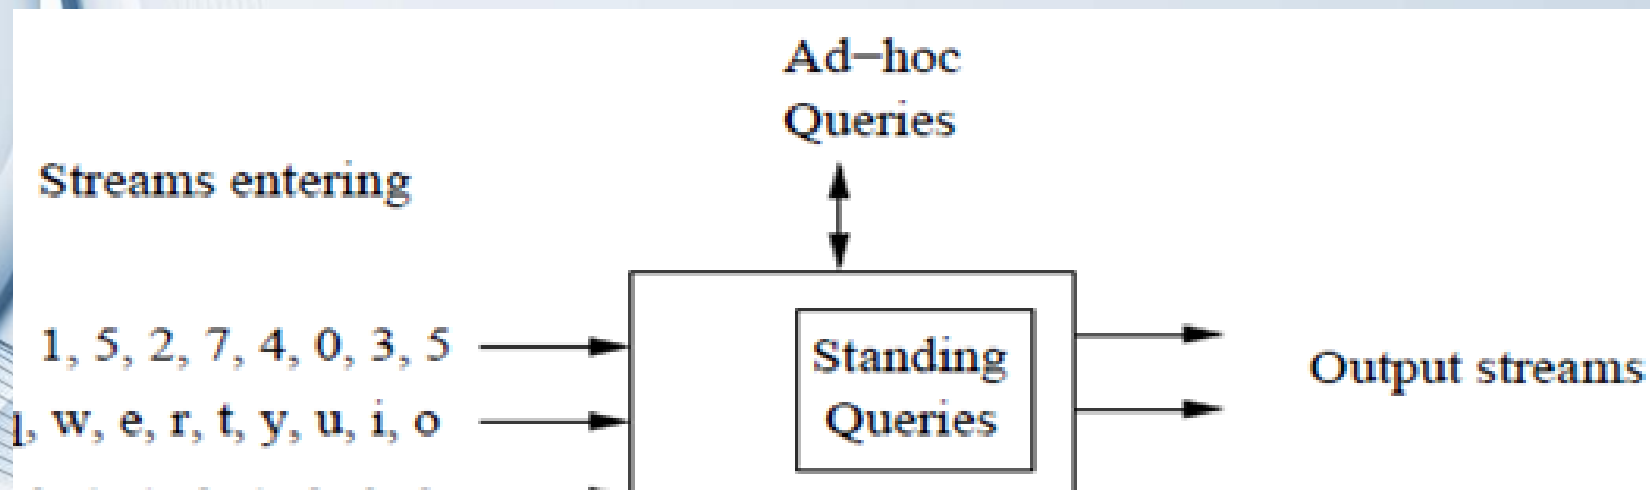 Ad–hoc
Queries
Streams entering
1, 5, 2, 7, 4, 0, 3, 5
w, e, r, t, y, u, i, o
Standing
Queries
Output streams